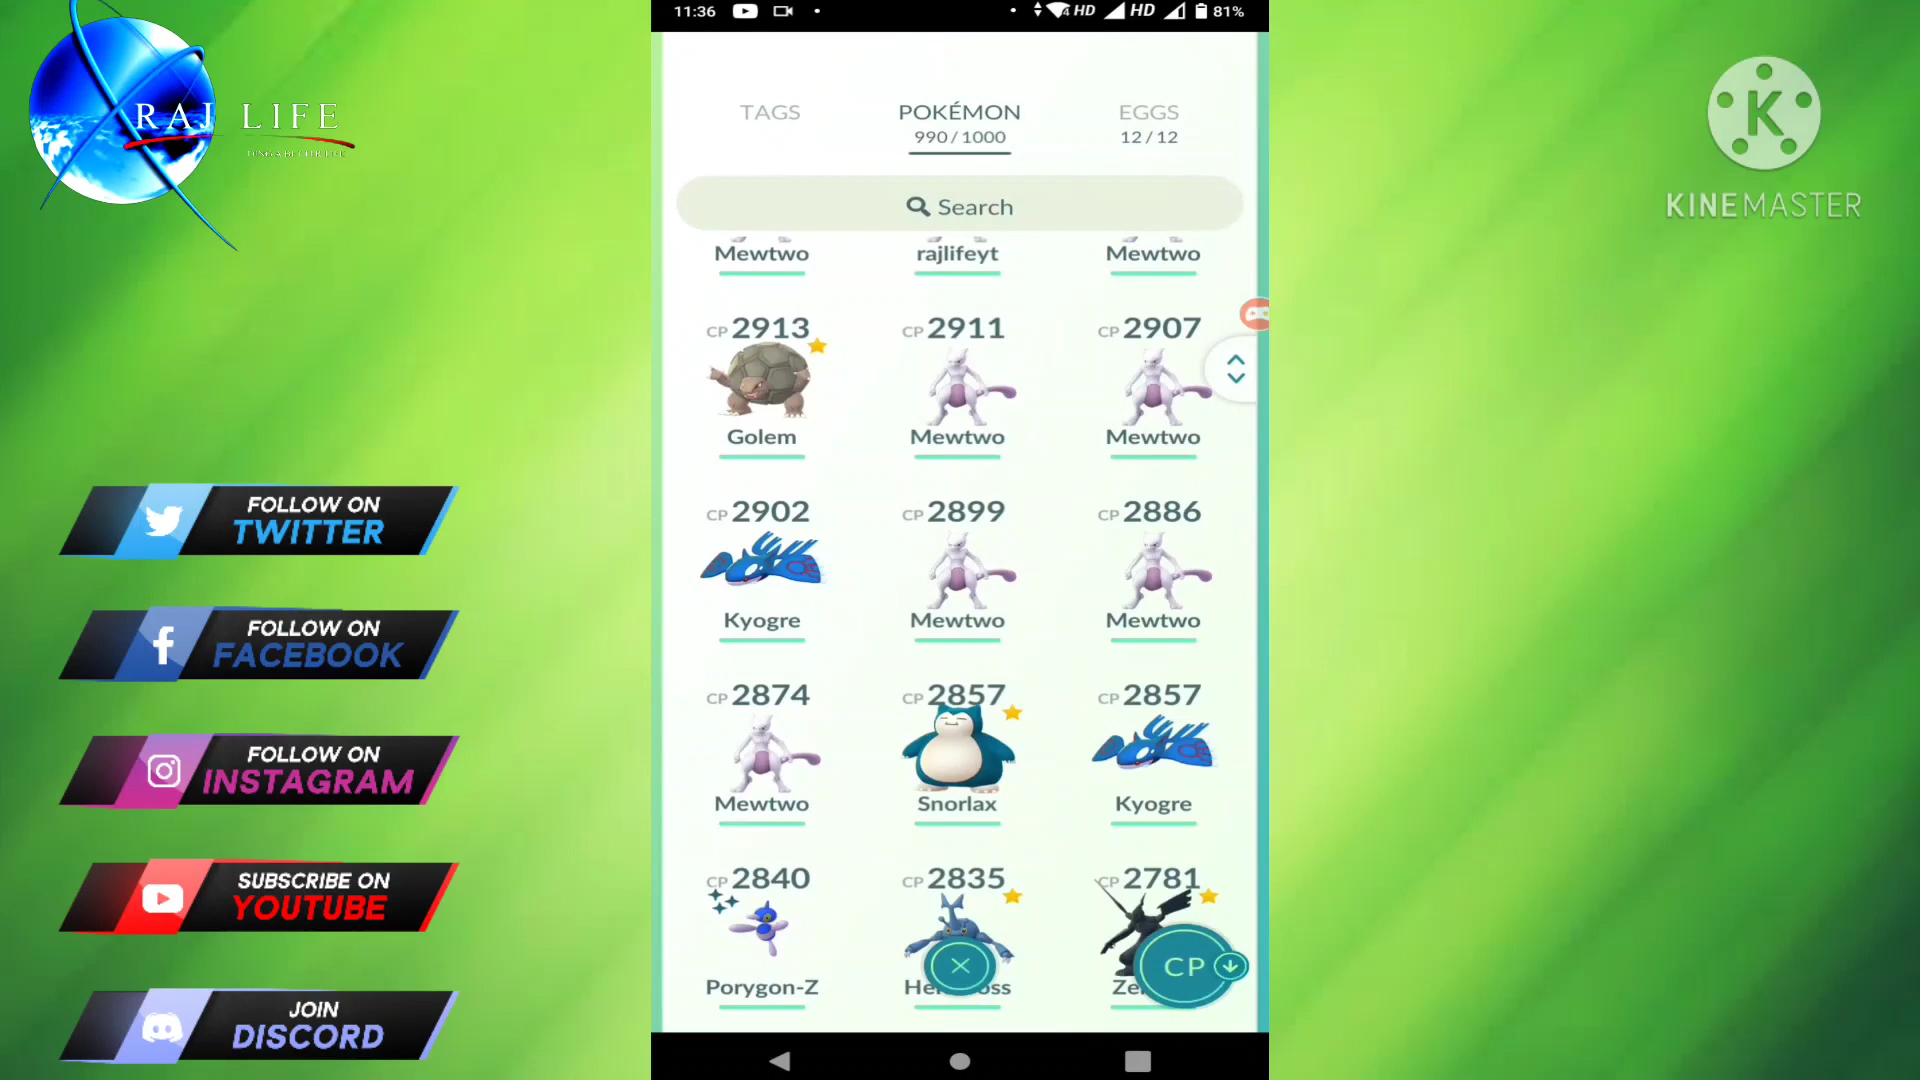 11:36
4 HD HD 81%
RAJ LIFE
K
KINEMASTER
TAGS
POKÉMON
990 / 1000
EGGS
12 / 12
Search
Mewtwo rajlifeyt Mewtwo
CP 2913 CP 2911 CP 2907
Golem Mewtwo Mewtwo
CP 2902 CP 2899 CP 2886
Kyogre Mewtwo Mewtwo
CP 2874 CP 2857 CP 2857
Mewtwo Snorlax Kyogre
CP 2840 CP 2835 CP 2781
Porygon-Z
CP
FOLLOW ON
TWITTER
FOLLOW ON
FACEBOOK
FOLLOW ON
INSTAGRAM
SUBSCRIBE ON
YOUTUBE
JOIN
DISCORD